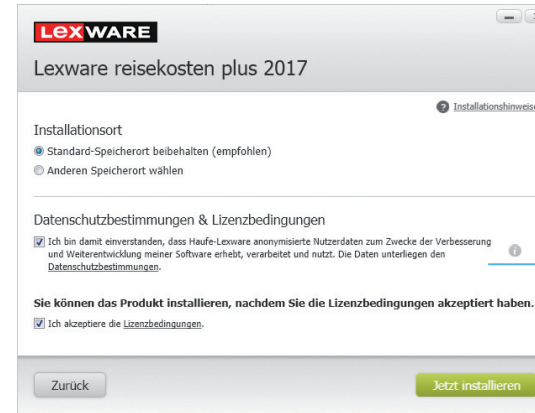 LEXWARE
Lexware reisekosten plus 2017
Installationshinweise
Installationsort
Standard-Speicherort beibehalten (empfohlen)
Anderen Speicherort wählen
Datenschutzbestimmungen & Lizenzbedingungen
Ich bin damit einverstanden, dass Haufe-Lexware anonymisierte Nutzerdaten zum Zwecke der Verbesserung
und Weiterentwicklung meiner Software erhebt, verarbeitet und nutzt. Die Daten unterliegen den
Datenschutzbestimmungen.
Sie können das Produkt installieren, nachdem Sie die Lizenzbedingungen akzeptiert haben.
Ich akzeptiere die Lizenzbedingungen.
Zurück
Jetzt installieren